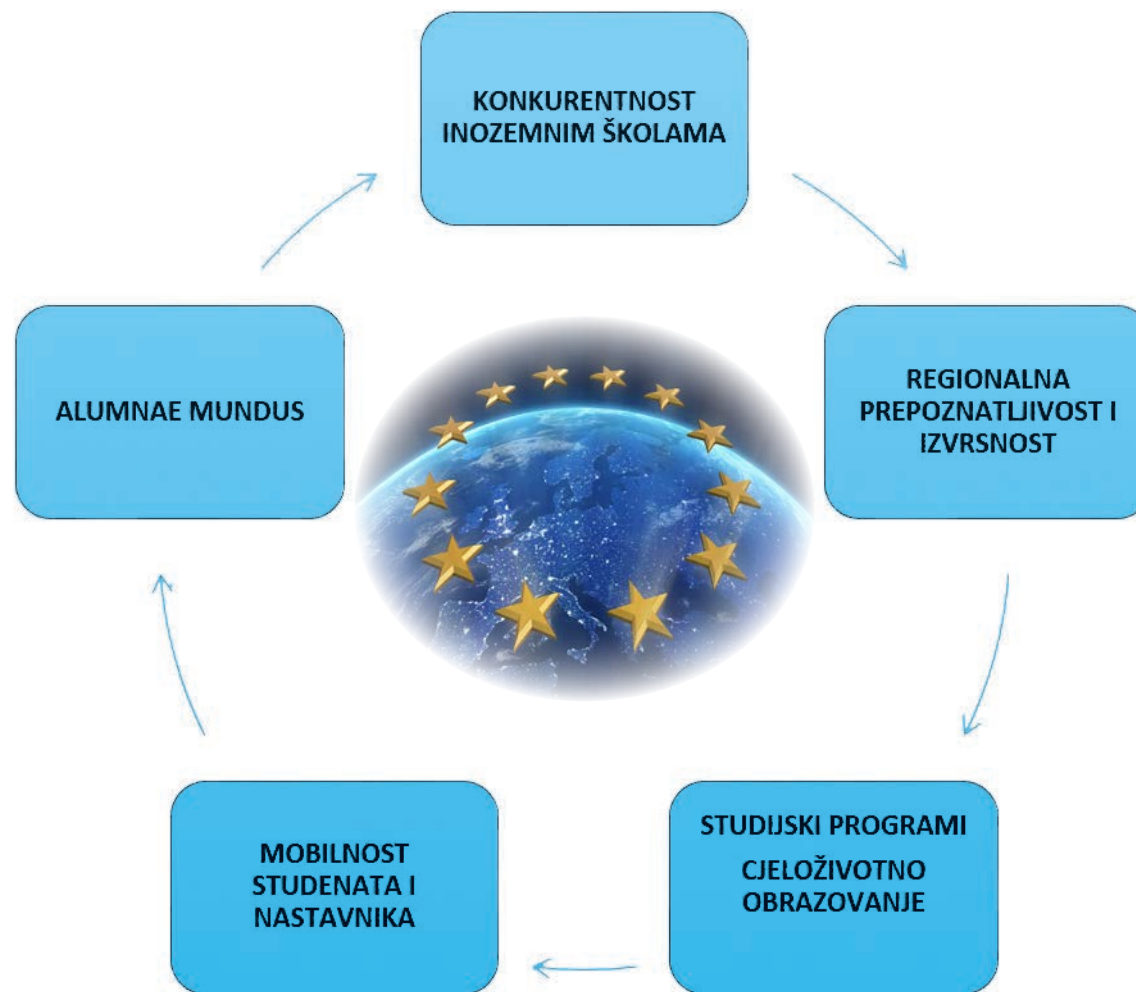 KONKURENTNOST
INOZEMNIM ŠKOLAMA
REGIONALNA
PREPOZNATLJIVOST I
IZVRSNOST
STUDIJSKI PROGRAMI
CJELOŽIVOTNO
OBRAZOVANJE
MOBILNOST
STUDENATA I
NASTAVNIKA
ALUMNAE MUNDUS